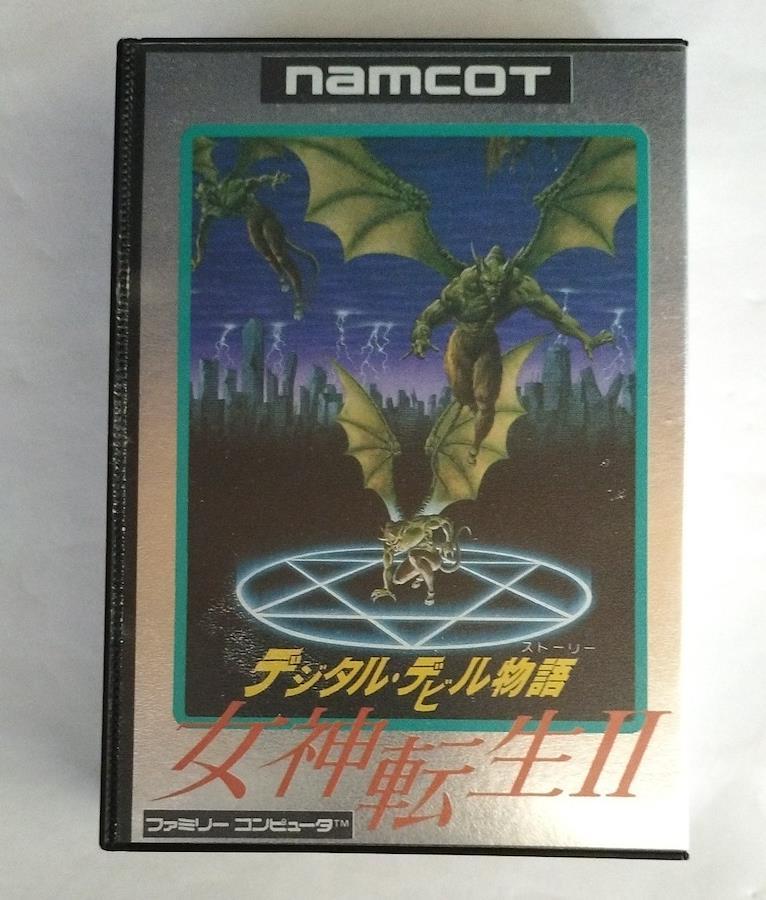 namcot
ストーリー
デジタル・デビル物語
女神転生II
ファミリーコンピュータ™